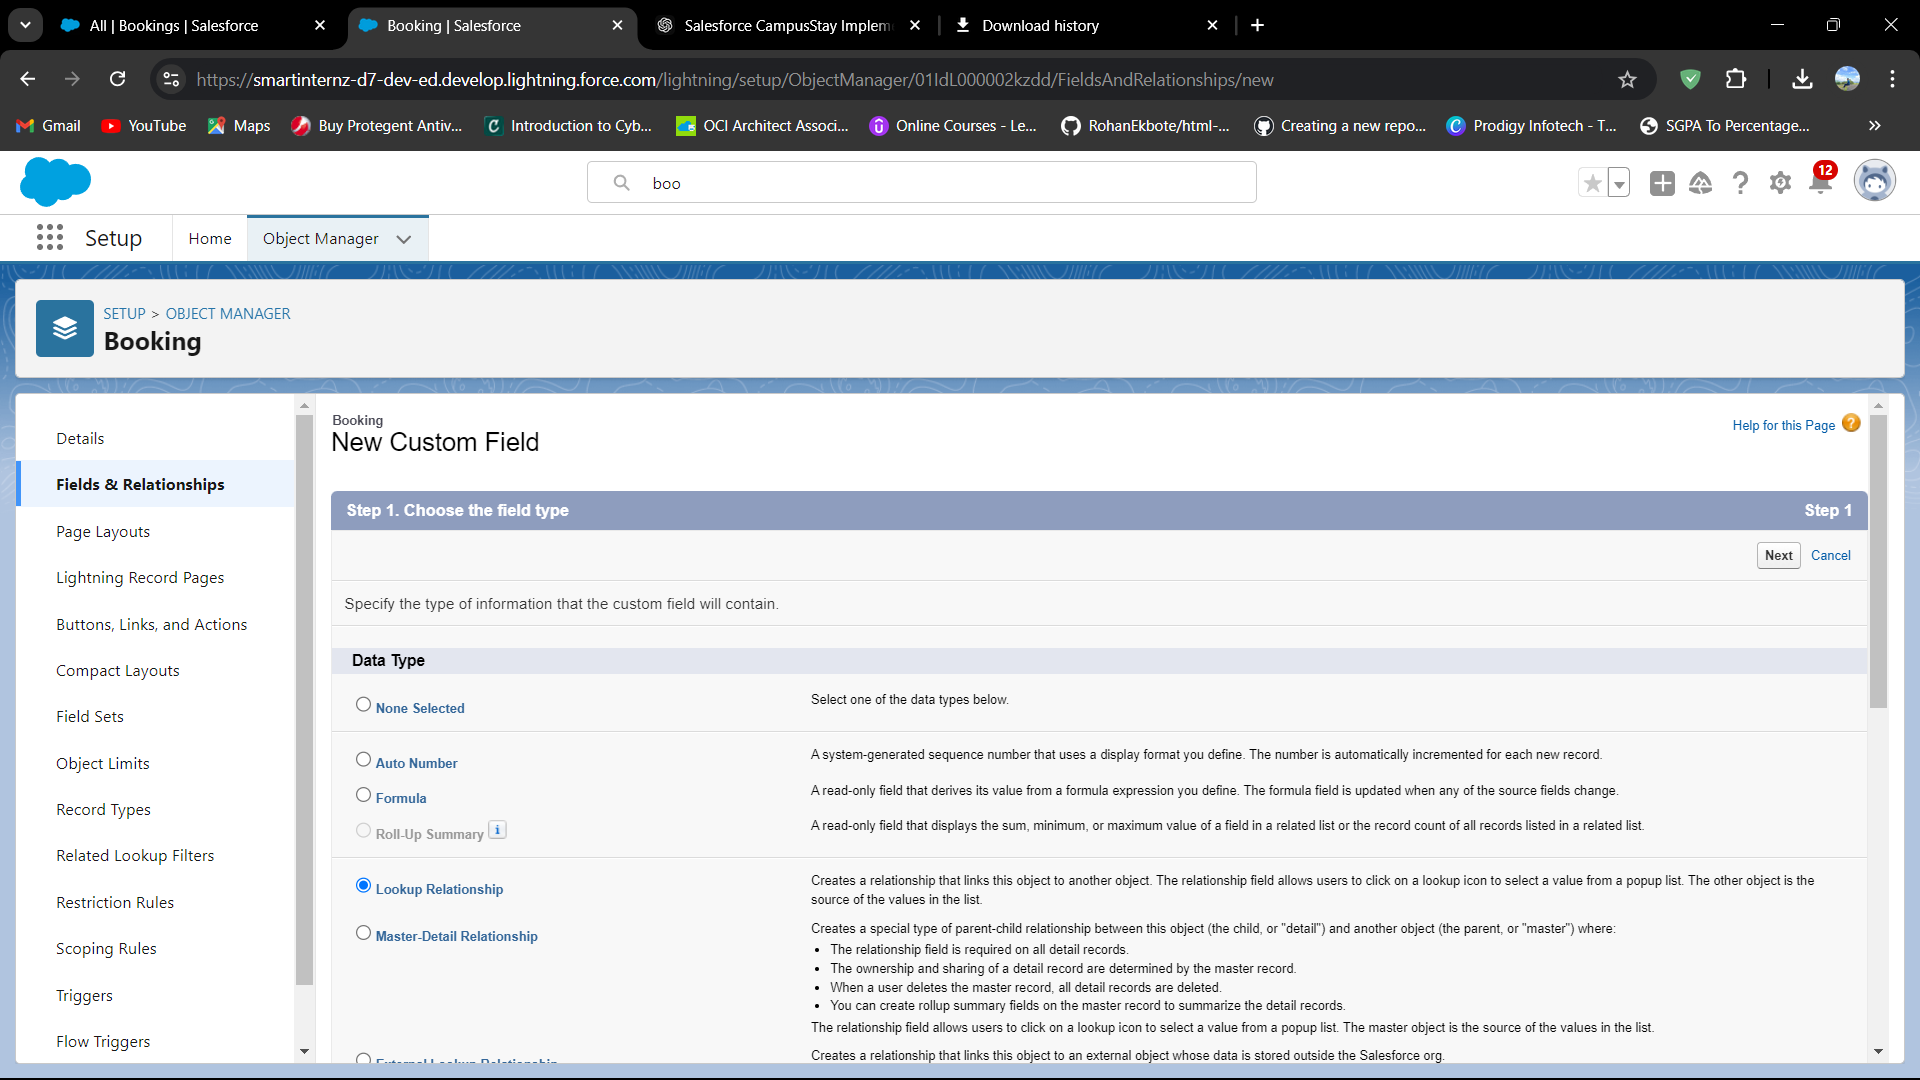 All | Bookings | Salesforce
Booking | Salesforce
Salesforce CampusStay Implem
Download history
https://smartinternz-d7-dev-ed.develop.lightning.force.com/lightning/setup/ObjectManager/01IdL000002kzdd/FieldsAndRelationships/new
Gmail
YouTube
Maps
Buy Protegent Antiv...
Introduction to Cyb...
OCI Architect Associ...
Online Courses - Le...
RohanEkbote/html-...
Creating a new repo...
Prodigy Infotech - T...
SGPA To Percentage...
boo
12
Setup
Home
Object Manager
SETUP > OBJECT MANAGER
Booking
Details
Fields & Relationships
Page Layouts
Lightning Record Pages
Buttons, Links, and Actions
Compact Layouts
Field Sets
Object Limits
Record Types
Related Lookup Filters
Restriction Rules
Scoping Rules
Triggers
Flow Triggers
Booking
New Custom Field
Help for this Page
Step 1. Choose the field type
Step 1
Next
Cancel
Specify the type of information that the custom field will contain.
Data Type
None Selected
Select one of the data types below.
Auto Number
A system-generated sequence number that uses a display format you define. The number is automatically incremented for each new record.
Formula
A read-only field that derives its value from a formula expression you define. The formula field is updated when any of the source fields change.
Roll-Up Summary
A read-only field that displays the sum, minimum, or maximum value of a field in a related list or the record count of all records listed in a related list.
Lookup Relationship
Creates a relationship that links this object to another object. The relationship field allows users to click on a lookup icon to select a value from a popup list. The other object is the
source of the values in the list.
Master-Detail Relationship
Creates a special type of parent-child relationship between this object (the child, or "detail") and another object (the parent, or "master") where:
• The relationship field is required on all detail records.
• The ownership and sharing of a detail record are determined by the master record.
• When a user deletes the master record, all detail records are deleted.
• You can create rollup summary fields on the master record to summarize the detail records.
The relationship field allows users to click on a lookup icon to select a value from a popup list. The master object is the source of the values in the list.
External Lookup Relationship
Creates a relationship that links this object to an external object whose data is stored outside the Salesforce org.